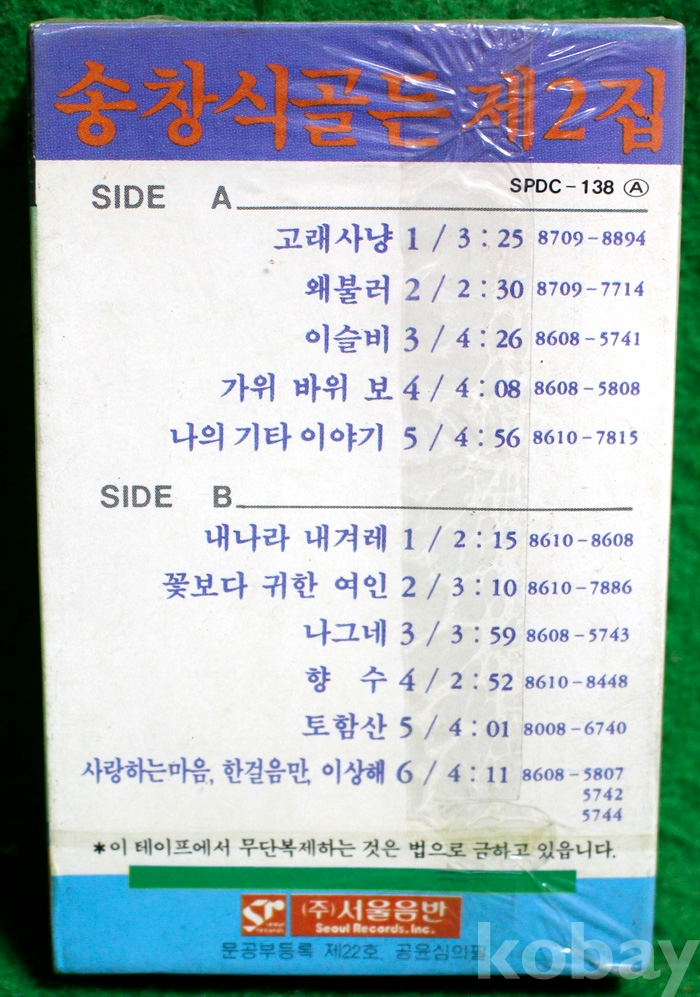 송창식골든 제2집
SPDC-138 Ⓐ
SIDE A
고래사냥 1 / 3 : 25 8709-8894
왜불러 2 / 2 : 30 8709-7714
이슬비 3 / 4 : 26 8608-5741
가위 바위 보 4 / 4 : 08 8608-5808
나의 기타 이야기 5 / 4 : 56 8610-7815
SIDE B
내나라 내겨레 1 / 2 : 15 8610-8608
꽃보다 귀한 여인 2 / 3 : 10 8610-7886
나그네 3 / 3 : 59 8608-5743
향 수 4 / 2 : 52 8610-8448
토함산 5 / 4 : 01 8008-6740
사랑하는마음, 한걸음만, 이상해 6 / 4 : 11 8608-5807
5742
5744
*이 테이프에서 무단복제하는 것은 법으로 금하고 있읍니다.
sr (주)서울음반
Seoul Records. Inc.
문공부등록 제22호. 공윤심의필
kobay